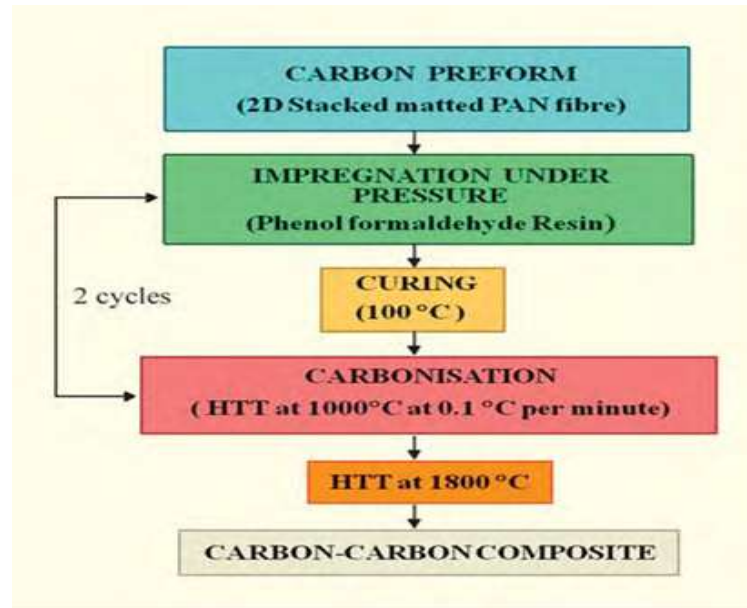 CARBON PREFORM
(2D Stacked matted PAN fibre)
IMPREGNATION UNDER
PRESSURE
(Phenol formaldehyde Resin)
2 cycles
CURING
(100 °C )
CARBONISATION
( HTT at 1000°C at 0.1 °C per minute)
HTT at 1800 °C
CARBON-CARBON COMPOSITE